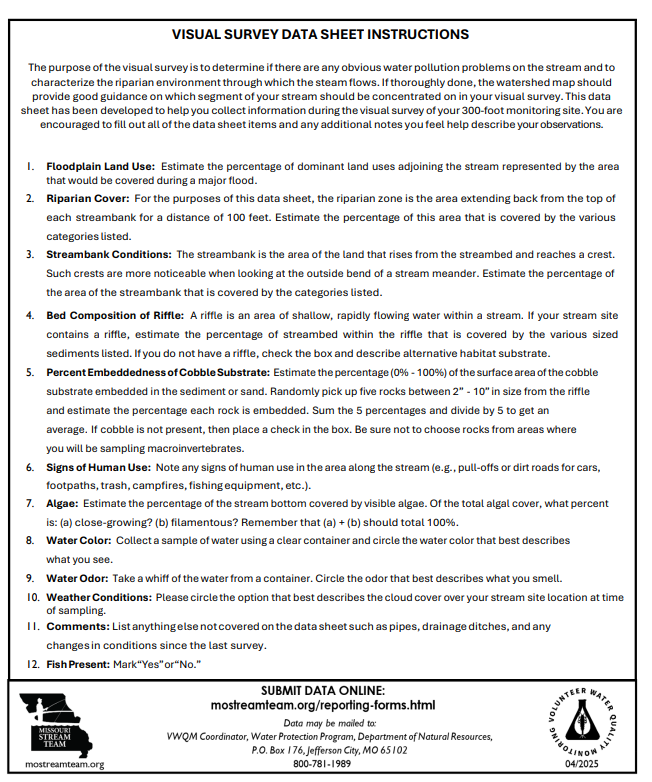 VISUAL SURVEY DATA SHEET INSTRUCTIONS
The purpose of the visual survey is to determine if there are any obvious water pollution problems on the stream and to
characterize the riparian environment through which the steam flows. If thoroughly done, the watershed map should
provide good guidance on which segment of your stream should be concentrated on in your visual survey. This data
sheet has been developed to help you collect information during the visual survey of your 300-foot monitoring site. You are
encouraged to fill out all of the data sheet items and any additional notes you feel help describe your observations.
1. Floodplain Land Use: Estimate the percentage of dominant land uses adjoining the stream represented by the area
that would be covered during a major flood.
2. Riparian Cover: For the purposes of this data sheet, the riparian zone is the area extending back from the top of
each streambank for a distance of 100 feet. Estimate the percentage of this area that is covered by the various
categories listed.
3. Streambank Conditions: The streambank is the area of the land that rises from the streambed and reaches a crest.
Such crests are more noticeable when looking at the outside bend of a stream meander. Estimate the percentage of
the area of the streambank that is covered by the categories listed.
4. Bed Composition of Riffle: A riffle is an area of shallow, rapidly flowing water within a stream. If your stream site
contains a riffle, estimate the percentage of streambed within the riffle that is covered by the various sized
sediments listed. If you do not have a riffle, check the box and describe alternative habitat substrate.
5. Percent Embeddedness of Cobble Substrate: Estimate the percentage (0% - 100%) of the surface area of the cobble
substrate embedded in the sediment or sand. Randomly pick up five rocks between 2” - 10” in size from the riffle
and estimate the percentage each rock is embedded. Sum the 5 percentages and divide by 5 to get an
average. If cobble is not present, then place a check in the box. Be sure not to choose rocks from areas where
you will be sampling macroinvertebrates.
6. Signs of Human Use: Note any signs of human use in the area along the stream (e.g., pull-offs or dirt roads for cars,
footpaths, trash, campfires, fishing equipment, etc.).
7. Algae: Estimate the percentage of the stream bottom covered by visible algae. Of the total algal cover, what percent
is: (a) close-growing? (b) filamentous? Remember that (a) + (b) should total 100%.
8. Water Color: Collect a sample of water using a clear container and circle the water color that best describes
what you see.
9. Water Odor: Take a whiff of the water from a container. Circle the odor that best describes what you smell.
10. Weather Conditions: Please circle the option that best describes the cloud cover over your stream site location at time
of sampling.
11. Comments: List anything else not covered on the data sheet such as pipes, drainage ditches, and any
changes in conditions since the last survey.
12. Fish Present: Mark “Yes” or “No.”
MISSOURI
STREAM
TEAM
mostreamteam.org
SUBMIT DATA ONLINE:
mostreamteam.org/reporting-forms.html
Data may be mailed to:
VWQM Coordinator, Water Protection Program, Department of Natural Resources,
P.O. Box 176, Jefferson City, MO 65102
800-781-1989
VOLUNTEER WATER QUALITY MONITORING
04/2025